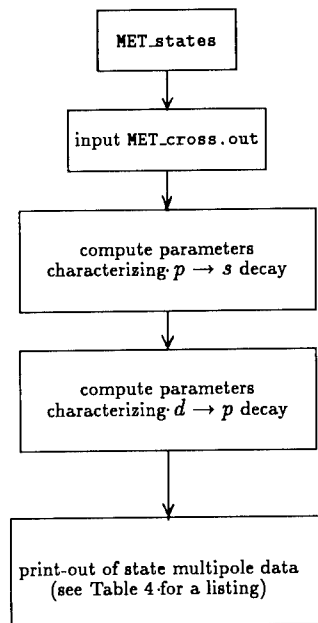 MET_states
input MET_cross.out
compute parameters
characterizing p → s decay
compute parameters
characterizing d → p decay
print-out of state multipole data
(see Table 4 for a listing)